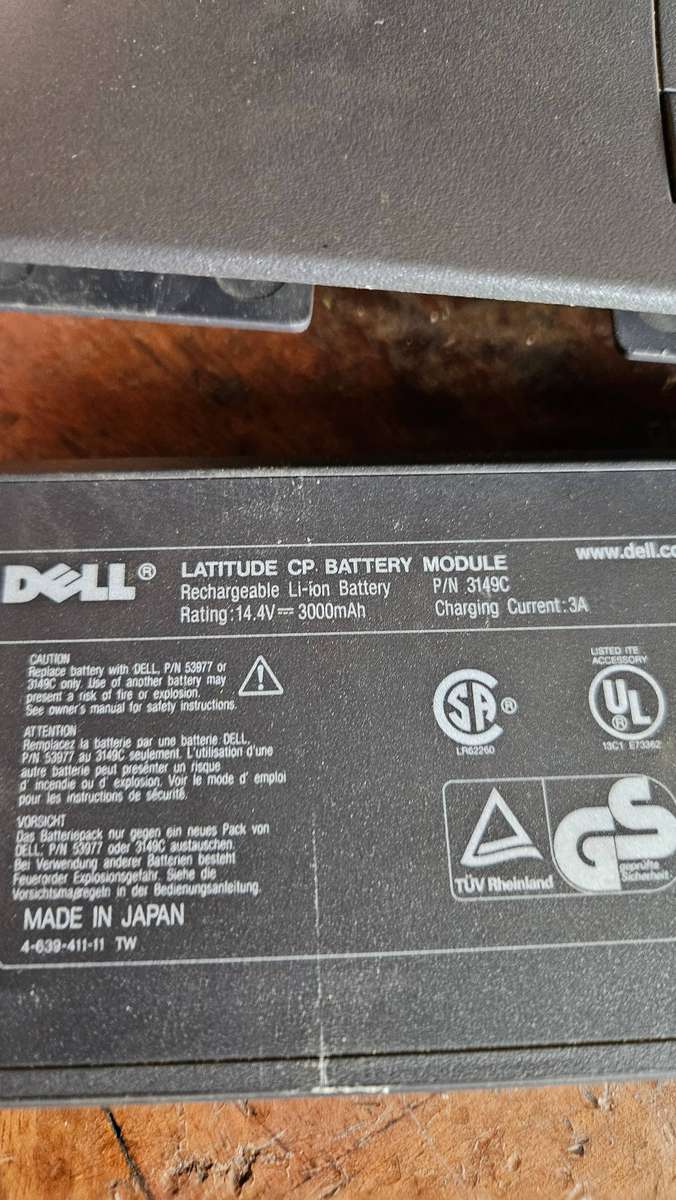 DELL®
LATITUDE CP BATTERY MODULE
Rechargeable Li-ion Battery P/N 3149C
Rating:14.4V⎓3000mAh Charging Current:3A
www.dell.co
CAUTION
Replace battery with DELL, P/N 53977 or
3149C only. Use of another battery may
present a risk of fire or explosion.
See owner's manual for safety instructions.
ATTENTION
Remplacez la batterie par une batterie DELL,
P/N 53977 au 3149C seulement. L'utilisation d'une
autre batterie peut présenter un risque
d' incendie ou d' explosion. Voir le mode d' emploi
pour les instructions de sécurité.
VORSICHT
Das Batteriepack nur gegen ein neues Pack von
DELL, P/N 53977 oder 3149C austauschen.
Bei Verwendung anderer Batterien besteht
Feuerorder Explosionsgefahr. Siehe die
Vorsichtsmaβregeln in der Bedienungsanleitung.
MADE IN JAPAN
4-639-411-11 TW
SA®
LR62260
LISTED ITE
ACCESSORY
UL®
13C1 E73362
TÜV Rheinland
GS
geprüfte
Sicherheit